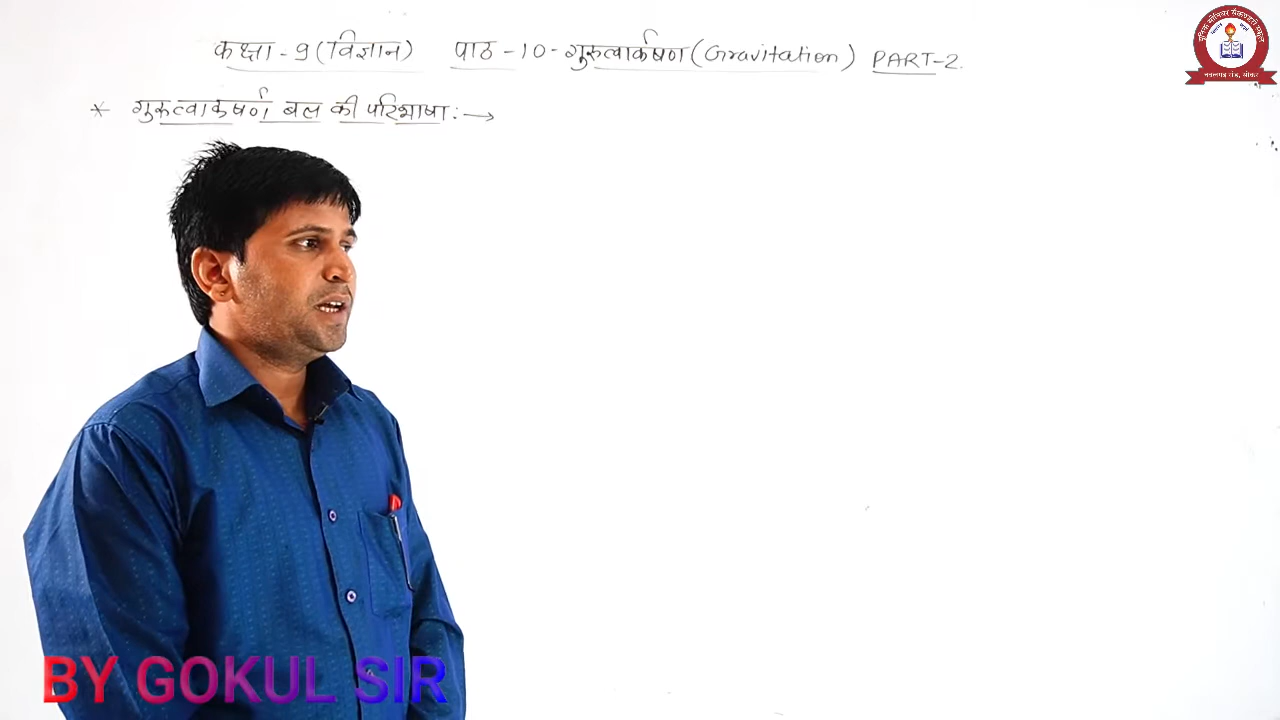 कक्षा - 9 (विज्ञान) पाठ - 10 - गुरुत्वाकर्षण (Gravitation) PART-2.
* गुरुत्वाकर्षण बल की परिभाषा :→
BY GOKUL SIR